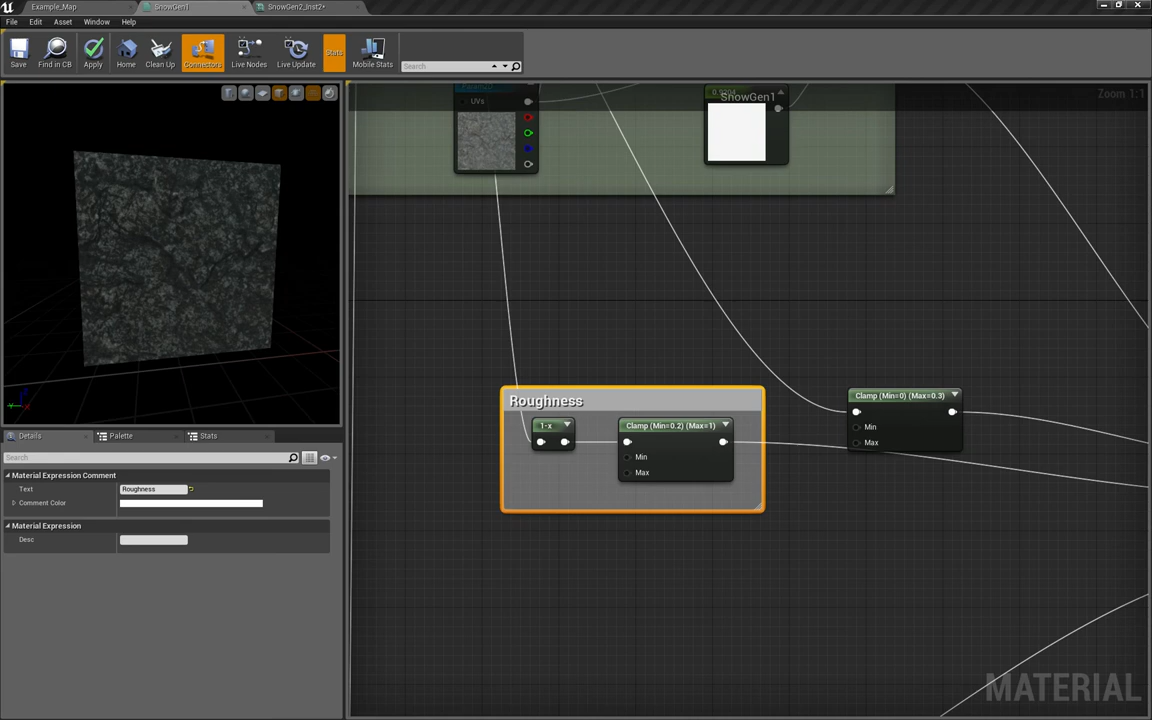 Example_Map
SnowGen1
SnowGen2_Inst2*
File Edit Asset Window Help
Save
Find in CB
Apply
Home
Clean Up
Connectors
Live Nodes
Live Update
Stats
Mobile Stats
Search
SnowGen1
Zoom 1:1
UVs
Roughness
1-x
Clamp (Min=0.2) (Max=1)
Min
Max
Clamp (Min=0) (Max=0.3)
Min
Max
MATERIAL
Details
Palette
Stats
Search
Material Expression Comment
Text Roughness
Comment Color
Material Expression
Desc